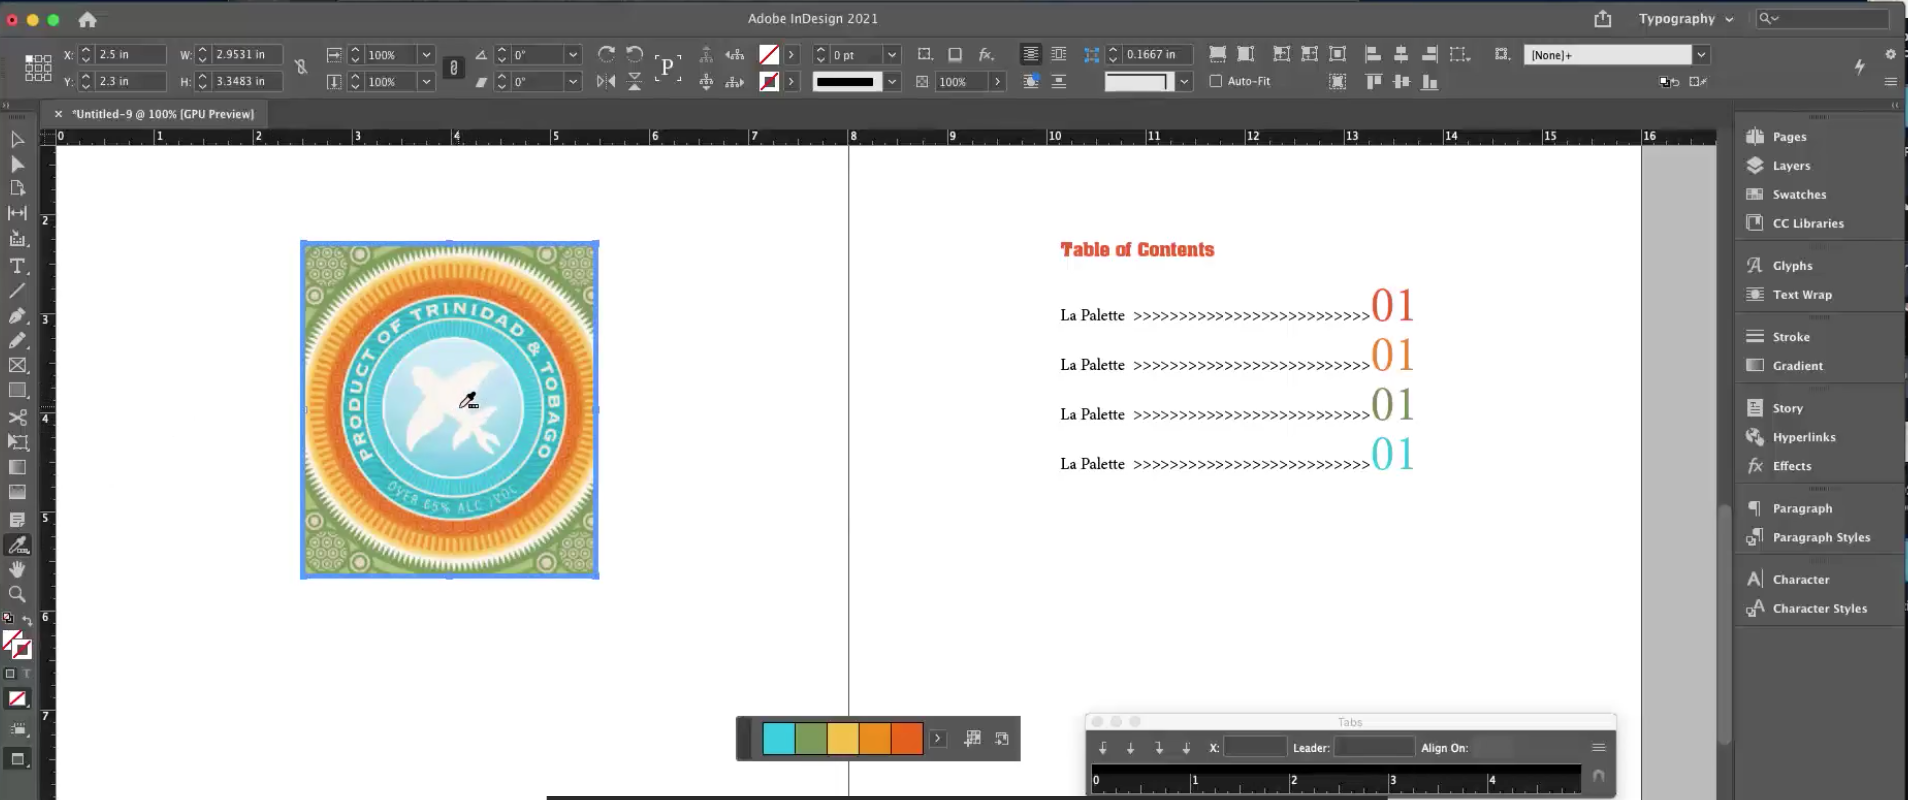 Adobe InDesign 2021
Typography
X: 2.5 in W: 2.9531 in 100% 0° 0 pt 0.1667 in [None]+
Y: 2.3 in H: 3.3483 in 100% 0° 100% Auto-Fit
P
fx.
*Untitled-9 @ 100% [GPU Preview]
0 1 2 3 4 5 6 7 8 9 10 11 12 13 14 15 16
2
3
4
5
6
7
PRODUCT OF TRINIDAD & TOBAGO
Table of Contents
La Palette >>>>>>>>>>>>>>>>>>>>>>>>>>01
La Palette >>>>>>>>>>>>>>>>>>>>>>>>>>01
La Palette >>>>>>>>>>>>>>>>>>>>>>>>>>01
La Palette >>>>>>>>>>>>>>>>>>>>>>>>>>01
Pages
Layers
Swatches
CC Libraries
Glyphs
Text Wrap
Stroke
Gradient
Story
Hyperlinks
fx Effects
Paragraph
Paragraph Styles
Character
Character Styles
Tabs
X: Leader: Align On:
0 1 2 3 4